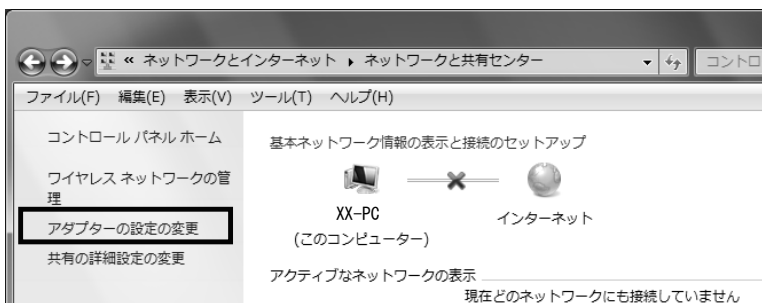 « ネットワークとインターネット ▸ ネットワークと共有センター
コントロ
ファイル(F) 編集(E) 表示(V) ツール(T) ヘルプ(H)
コントロール パネル ホーム
ワイヤレス ネットワークの管
理
アダプターの設定の変更
共有の詳細設定の変更
基本ネットワーク情報の表示と接続のセットアップ
XX-PC
(このコンピューター)
インターネット
アクティブなネットワークの表示
現在どのネットワークにも接続していません